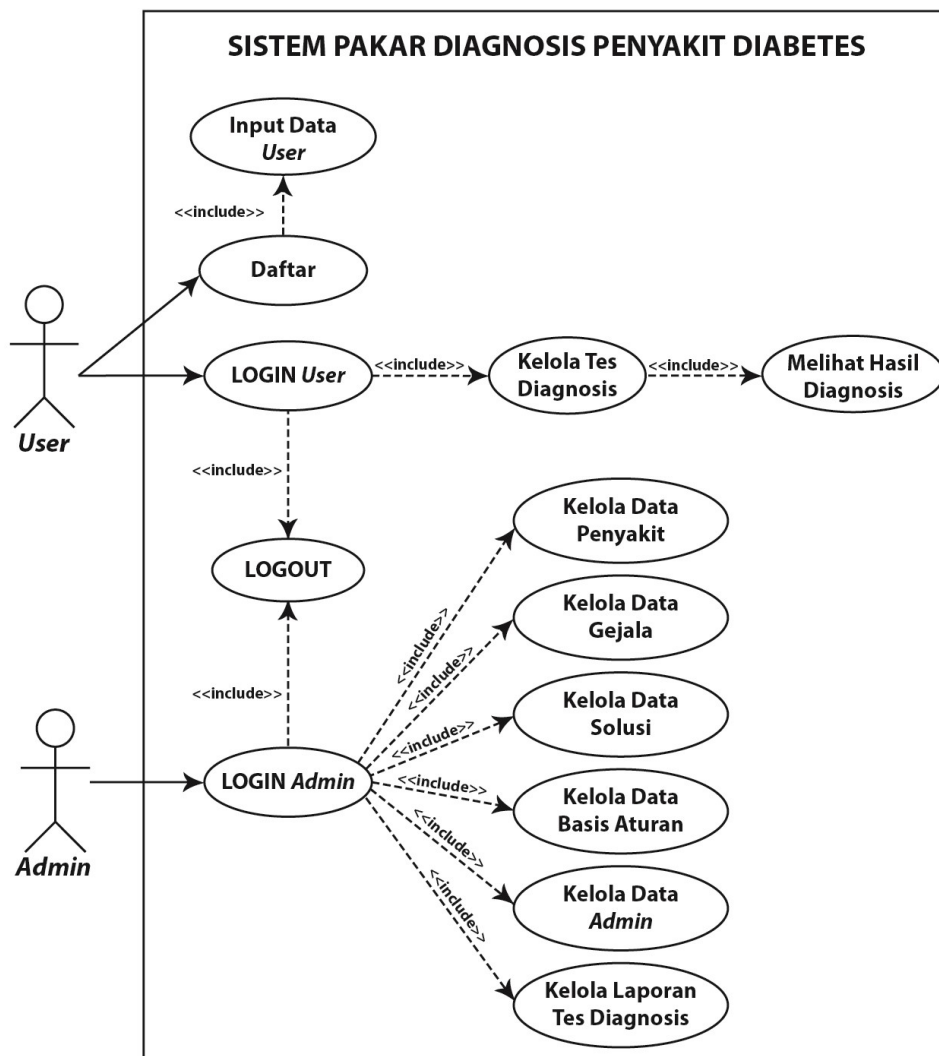 SISTEM PAKAR DIAGNOSIS PENYAKIT DIABETES
Input Data
User
<<include>>
Daftar
User
LOGIN User
<<include>>
Kelola Tes
Diagnosis
<<include>>
Melihat Hasil
Diagnosis
<<include>>
LOGOUT
<<include>>
Admin
LOGIN Admin
<<include>>
Kelola Data
Penyakit
<<include>>
Kelola Data
Gejala
<<include>>
Kelola Data
Solusi
<<include>>
Kelola Data
Basis Aturan
<<include>>
Kelola Data
Admin
<<include>>
Kelola Laporan
Tes Diagnosis